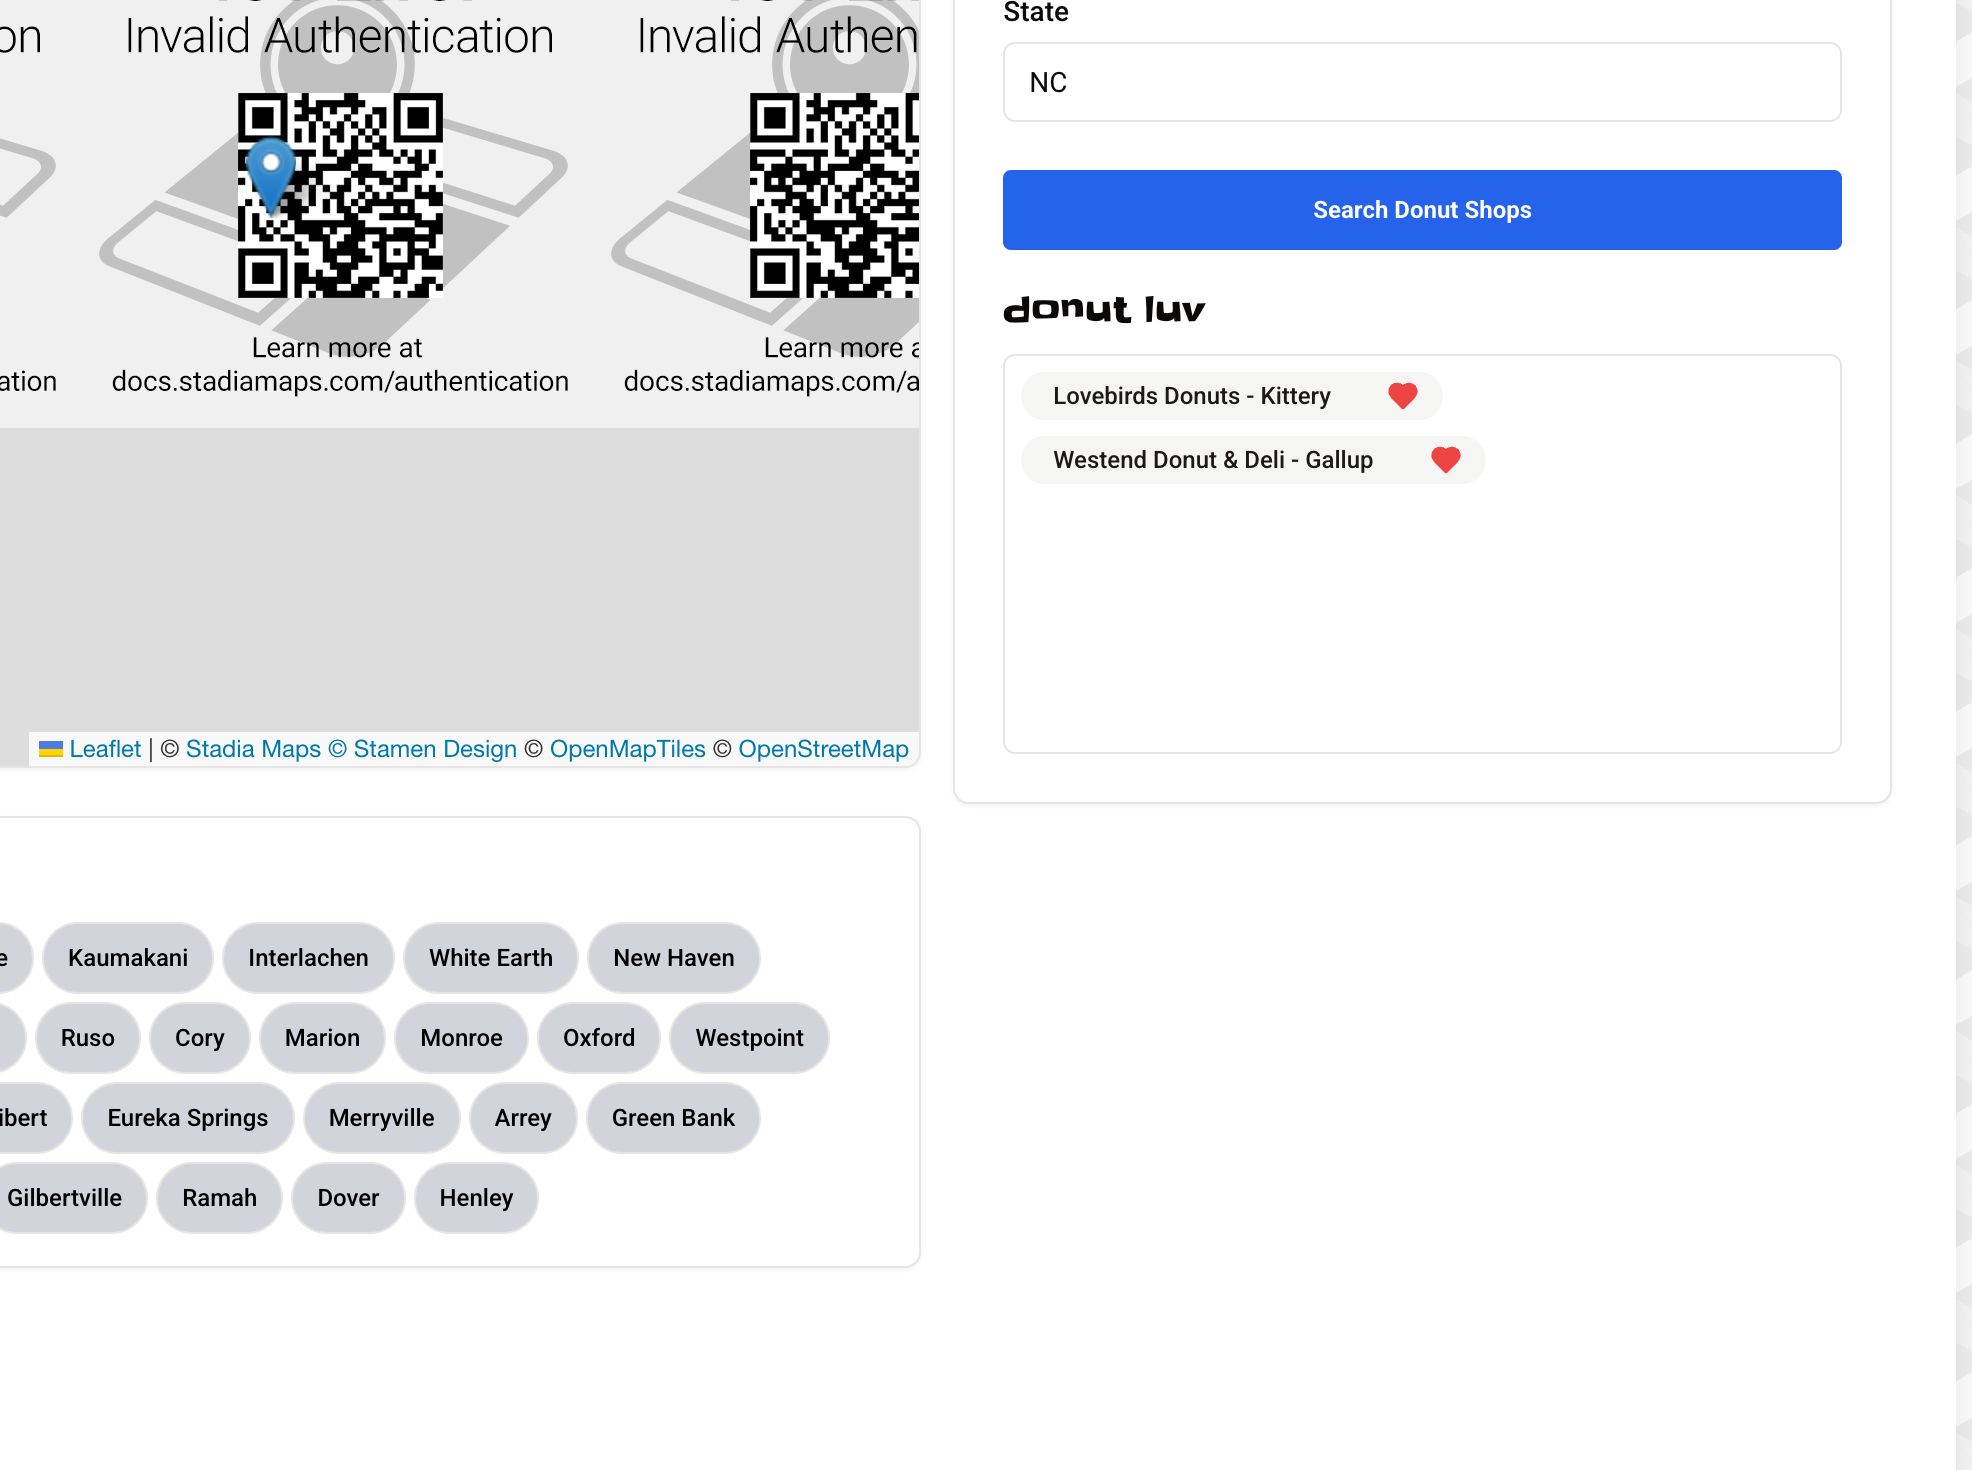 Invalid Authentication
Invalid Authen
Learn more at
docs.stadiamaps.com/authentication
Learn more a
docs.stadiamaps.com/a
on
ation
Leaflet | © Stadia Maps © Stamen Design © OpenMapTiles © OpenStreetMap
State
NC
Search Donut Shops
donut luv
Lovebirds Donuts - Kittery
Westend Donut & Deli - Gallup
e Kaumakani Interlachen White Earth New Haven
Ruso Cory Marion Monroe Oxford Westpoint
ibert Eureka Springs Merryville Arrey Green Bank
Gilbertville Ramah Dover Henley